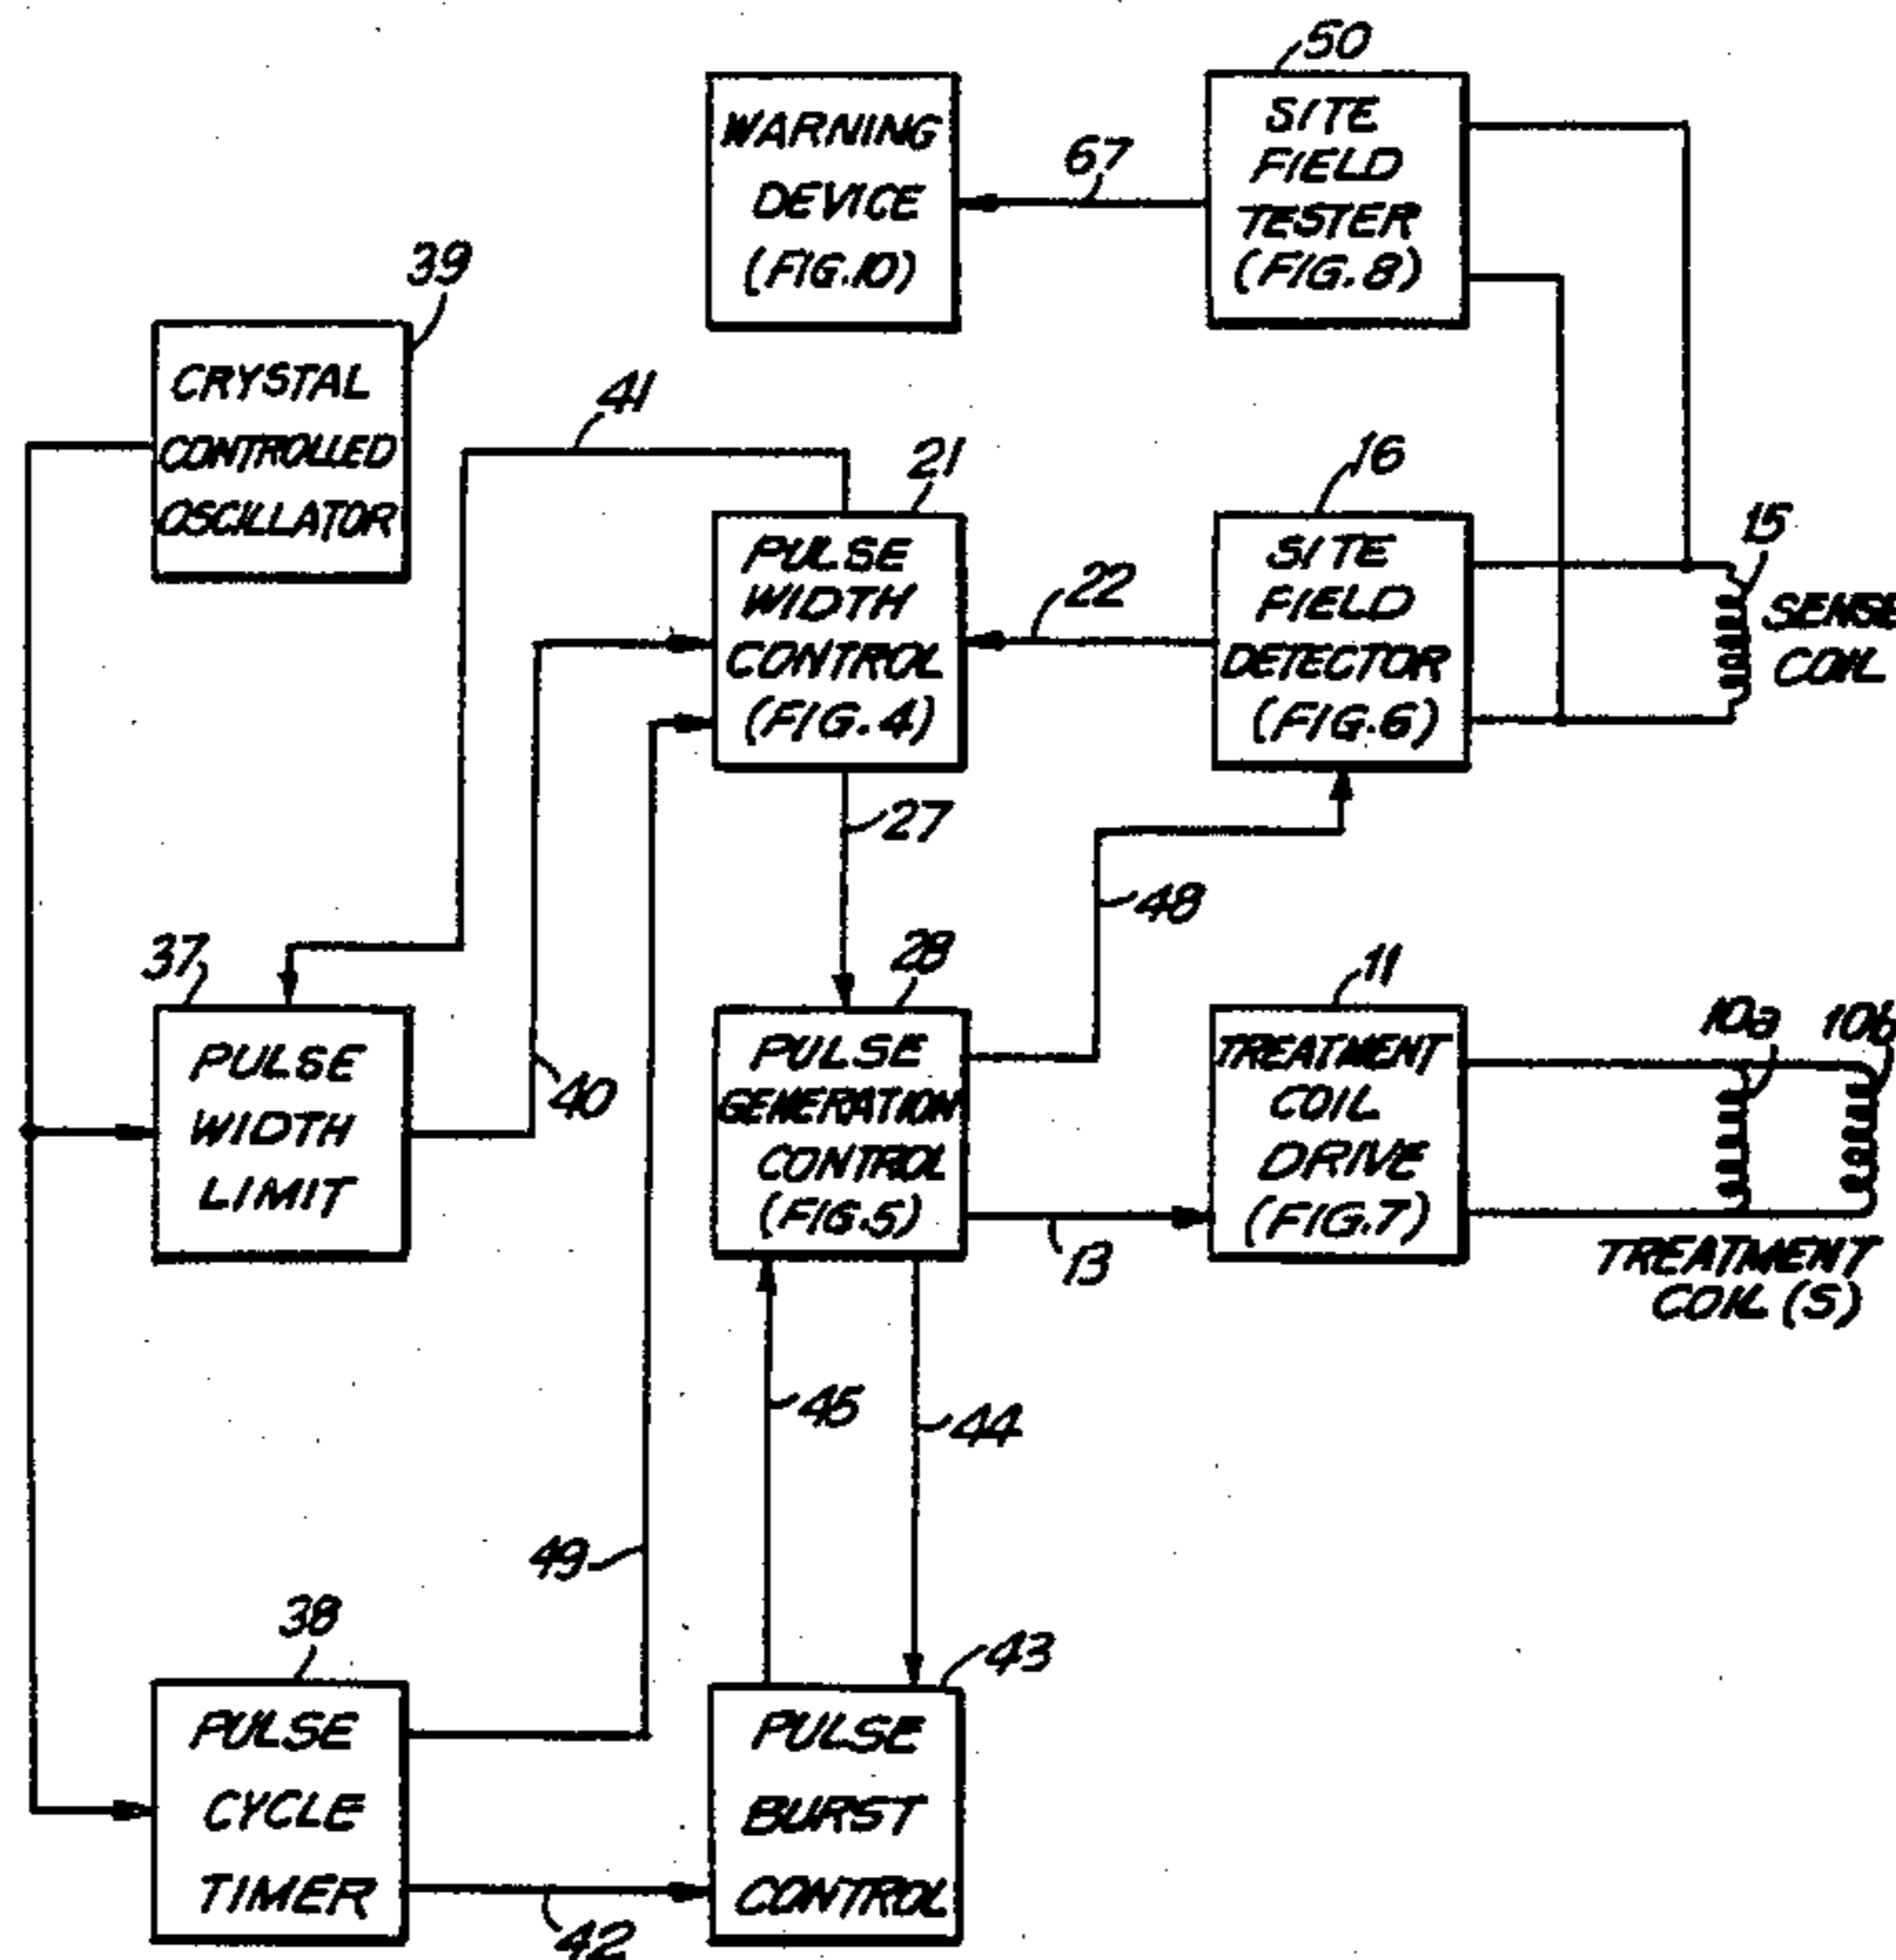 50
WARNING
DEVICE
(FIG.10)
67
SITE
FIELD
TESTER
(FIG.8)
39
CRYSTAL
CONTROLLED
OSCILLATOR
41
21
PULSE
WIDTH
CONTROL
(FIG.4)
22
16
SITE
FIELD
DETECTOR
(FIG.6)
15
SENSE
COIL
27
48
37
PULSE
WIDTH
LIMIT
40
28
PULSE
GENERATION
CONTROL
(FIG.5)
13
11
TREATMENT
COIL
DRIVE
(FIG.7)
10a
10b
TREATMENT
COIL (S)
45
44
49
38
PULSE
CYCLE
TIMER
42
43
PULSE
BURST
CONTROL